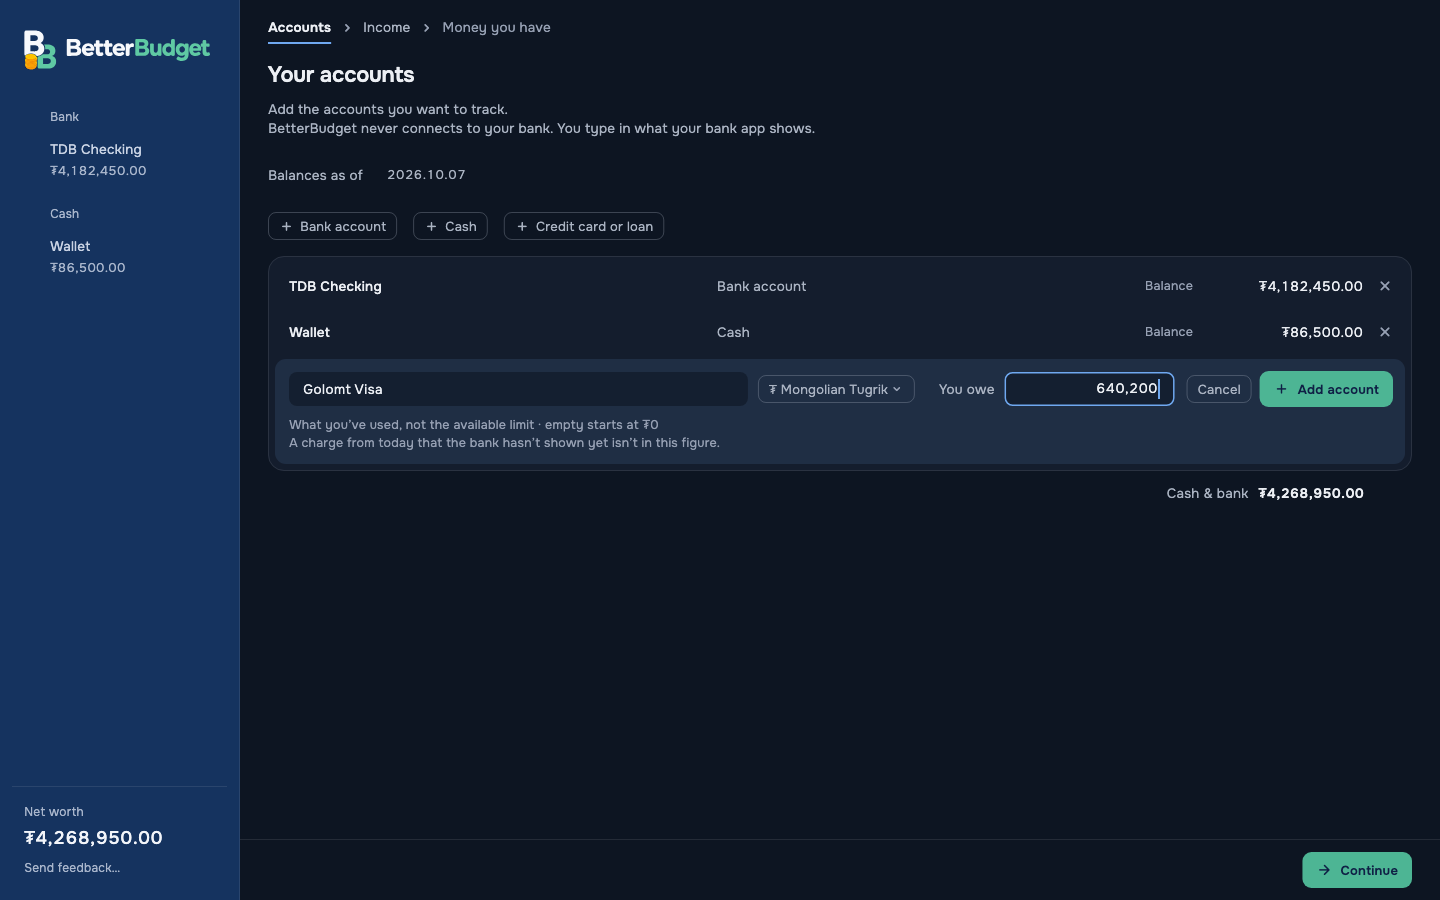 BetterBudget
Bank
TDB Checking
₮4,182,450.00
Cash
Wallet
₮86,500.00
Net worth
₮4,268,950.00
Send feedback...
Accounts > Income > Money you have
Your accounts
Add the accounts you want to track.
BetterBudget never connects to your bank. You type in what your bank app shows.
Balances as of 2026.10.07
+ Bank account + Cash + Credit card or loan
TDB Checking Bank account Balance ₮4,182,450.00 ×
Wallet Cash Balance ₮86,500.00 ×
Golomt Visa ₮ Mongolian Tugrik You owe 640,200 Cancel + Add account
What you've used, not the available limit · empty starts at ₮0
A charge from today that the bank hasn't shown yet isn't in this figure.
Cash & bank ₮4,268,950.00
→ Continue